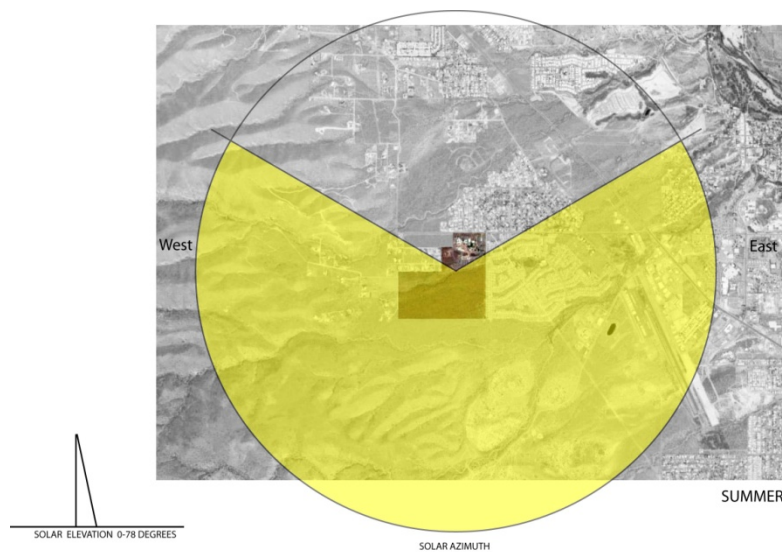 West
East
SUMMER
SOLAR ELEVATION 0-78 DEGREES
SOLAR AZIMUTH